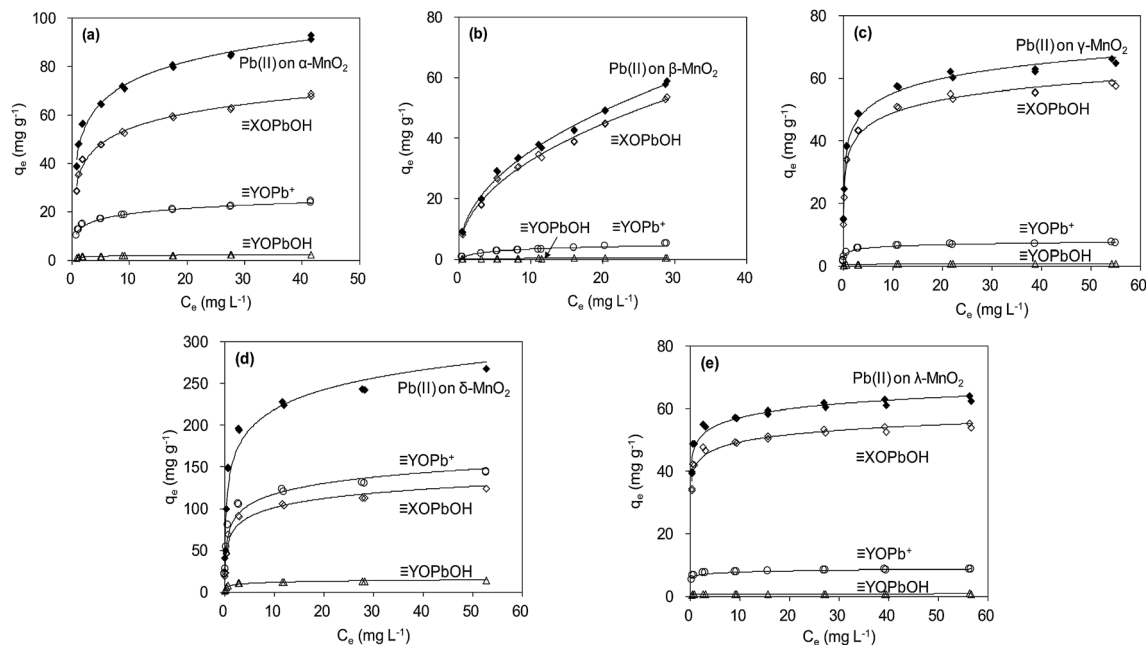 (a)
Pb(II) on α-MnO₂
≡XOPbOH
≡YOPb⁺
≡YOPbOH
100
80
60
40
20
0
qₑ (mg g⁻¹)
0 10 20 30 40 50
Cₑ (mg L⁻¹)
(b)
Pb(II) on β-MnO₂
≡XOPbOH
≡YOPbOH ≡YOPb⁺
80
60
40
20
0
qₑ (mg g⁻¹)
0 10 20 30 40
Cₑ (mg L⁻¹)
(c)
Pb(II) on γ-MnO₂
≡XOPbOH
≡YOPb⁺
≡YOPbOH
80
60
40
20
0
qₑ (mg g⁻¹)
0 10 20 30 40 50 60
Cₑ (mg L⁻¹)
(d)
Pb(II) on δ-MnO₂
≡YOPb⁺
≡XOPbOH
≡YOPbOH
300
250
200
150
100
50
0
qₑ (mg g⁻¹)
0 10 20 30 40 50 60
Cₑ (mg L⁻¹)
(e)
Pb(II) on λ-MnO₂
≡XOPbOH
≡YOPb⁺
≡YOPbOH
80
60
40
20
0
qₑ (mg g⁻¹)
0 10 20 30 40 50 60
Cₑ (mg L⁻¹)